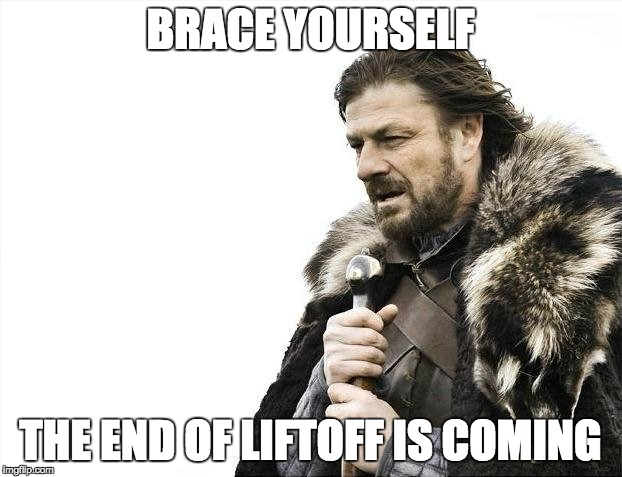 BRACE YOURSELF
THE END OF LIFTOFF IS COMING
imgflip.com